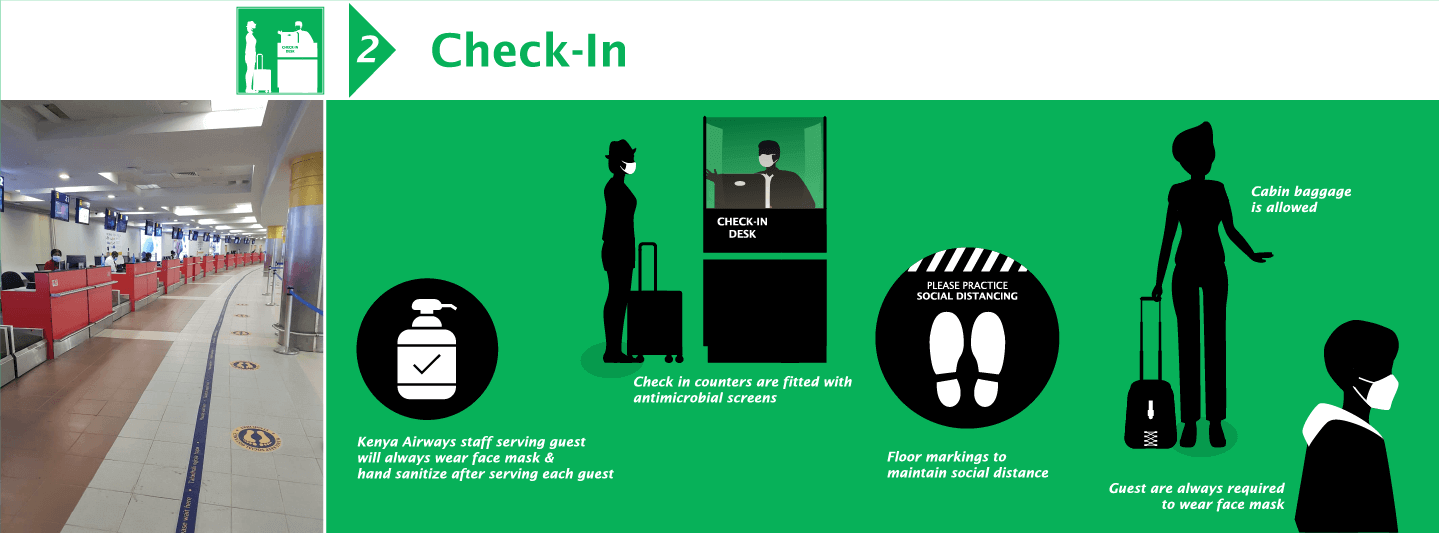 CHECK-IN
DESK
2
Check-In
CHECK-IN
DESK
Cabin baggage
is allowed
PLEASE PRACTICE
SOCIAL DISTANCING
Check in counters are fitted with
antimicrobial screens
Kenya Airways staff serving guest
will always wear face mask &
hand sanitize after serving each guest
Floor markings to
maintain social distance
Guest are always required
to wear face mask